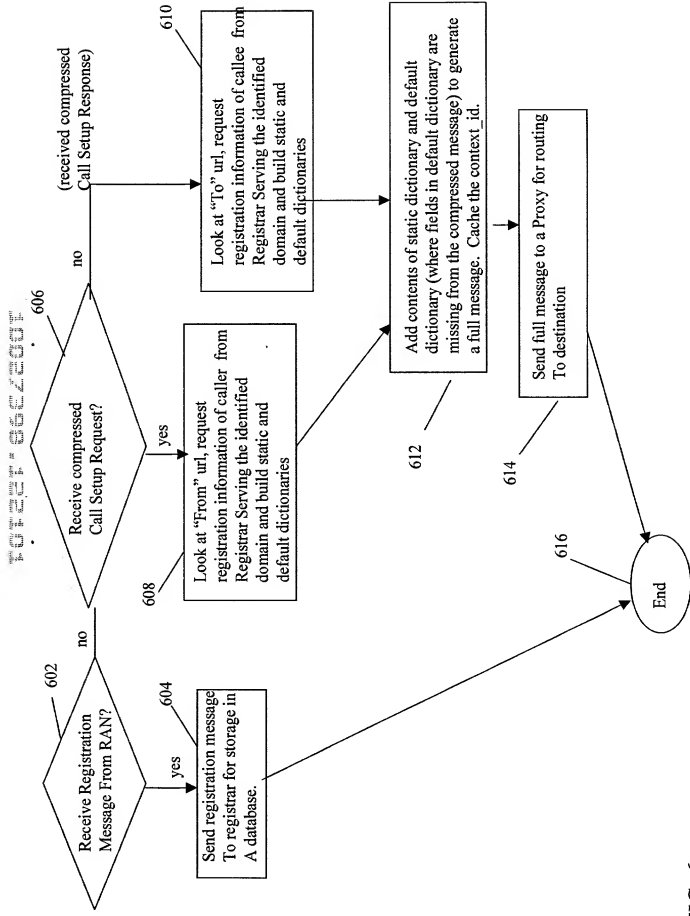 602
Receive Registration
Message From RAN?
no
yes
604
Send registration message
To registrar for storage in
A database.
606
Receive compressed
Call Setup Request?
no
(received compressed
Call Setup Response)
yes
608
Look at "From" url, request
registration information of caller from
Registrar Serving the identified
domain and build static and
default dictionaries
610
Look at "To" url, request
registration information of callee from
Registrar Serving the identified
domain and build static and
default dictionaries
612
Add contents of static dictionary and default
dictionary (where fields in default dictionary are
missing from the compressed message) to generate
a full message. Cache the context_id.
614
Send full message to a Proxy for routing
To destination
616
End